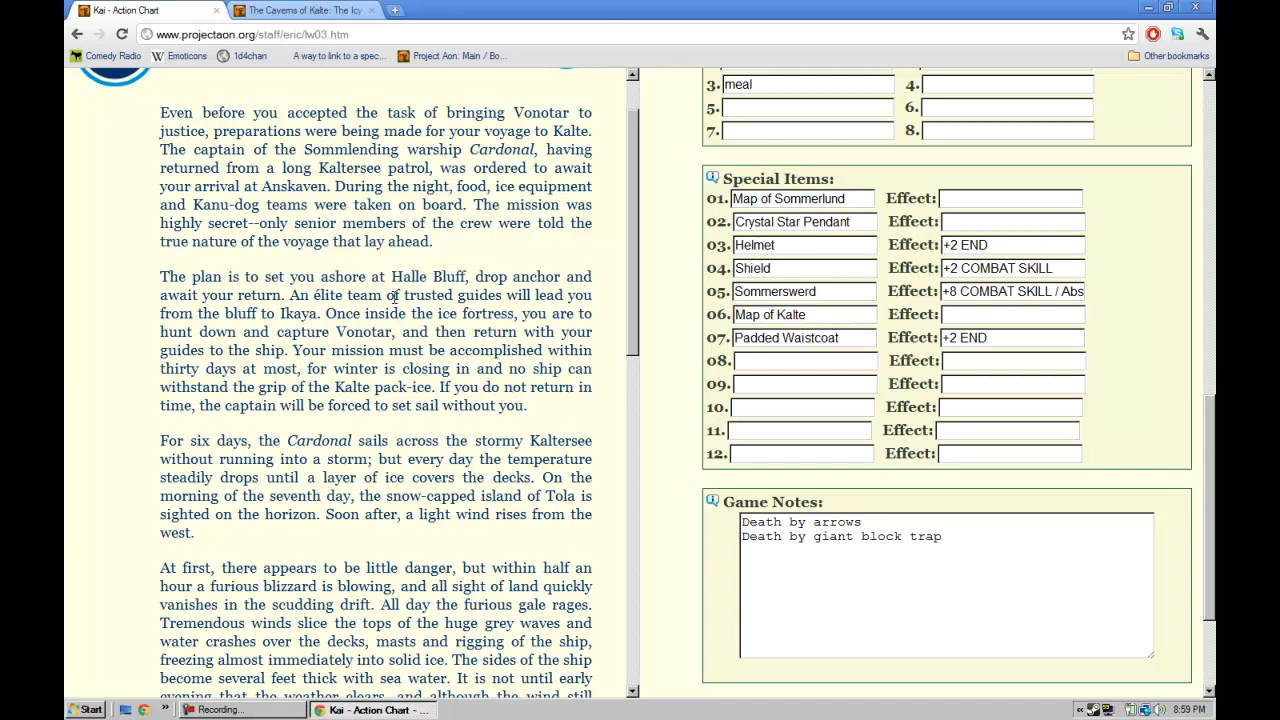 Kai - Action Chart
The Caverns of Kalte: The Icy
www.projectaon.org/staff/eric/lw03.htm
Comedy Radio
Emoticons
1d4chan
A way to link to a spec...
Project Aon: Main / Bo...
Other bookmarks
Even before you accepted the task of bringing Vonotar to
justice, preparations were being made for your voyage to Kalte.
The captain of the Sommlending warship Cardonal, having
returned from a long Kaltersee patrol, was ordered to await
your arrival at Anskaven. During the night, food, ice equipment
and Kanu-dog teams were taken on board. The mission was
highly secret--only senior members of the crew were told the
true nature of the voyage that lay ahead.
The plan is to set you ashore at Halle Bluff, drop anchor and
await your return. An élite team of trusted guides will lead you
from the bluff to Ikaya. Once inside the ice fortress, you are to
hunt down and capture Vonotar, and then return with your
guides to the ship. Your mission must be accomplished within
thirty days at most, for winter is closing in and no ship can
withstand the grip of the Kalte pack-ice. If you do not return in
time, the captain will be forced to set sail without you.
For six days, the Cardonal sails across the stormy Kaltersee
without running into a storm; but every day the temperature
steadily drops until a layer of ice covers the decks. On the
morning of the seventh day, the snow-capped island of Tola is
sighted on the horizon. Soon after, a light wind rises from the
west.
At first, there appears to be little danger, but within half an
hour a furious blizzard is blowing, and all sight of land quickly
vanishes in the scudding drift. All day the furious gale rages.
Tremendous winds slice the tops of the huge grey waves and
water crashes over the decks, masts and rigging of the ship,
freezing almost immediately into solid ice. The sides of the ship
become several feet thick with sea water. It is not until early
evening that the weather clears, and although the wind still
3. meal 4.
5. 6.
7. 8.
Special Items:
01. Map of Sommerlund Effect:
02. Crystal Star Pendant Effect:
03. Helmet Effect: +2 END
04. Shield Effect: +2 COMBAT SKILL
05. Sommerswerd Effect: +8 COMBAT SKILL / Abs
06. Map of Kalte Effect:
07. Padded Waistcoat Effect: +2 END
08. Effect:
09. Effect:
10. Effect:
11. Effect:
12. Effect:
Game Notes:
Death by arrows
Death by giant block trap
Start
Recording...
Kai - Action Chart - ...
8:59 PM